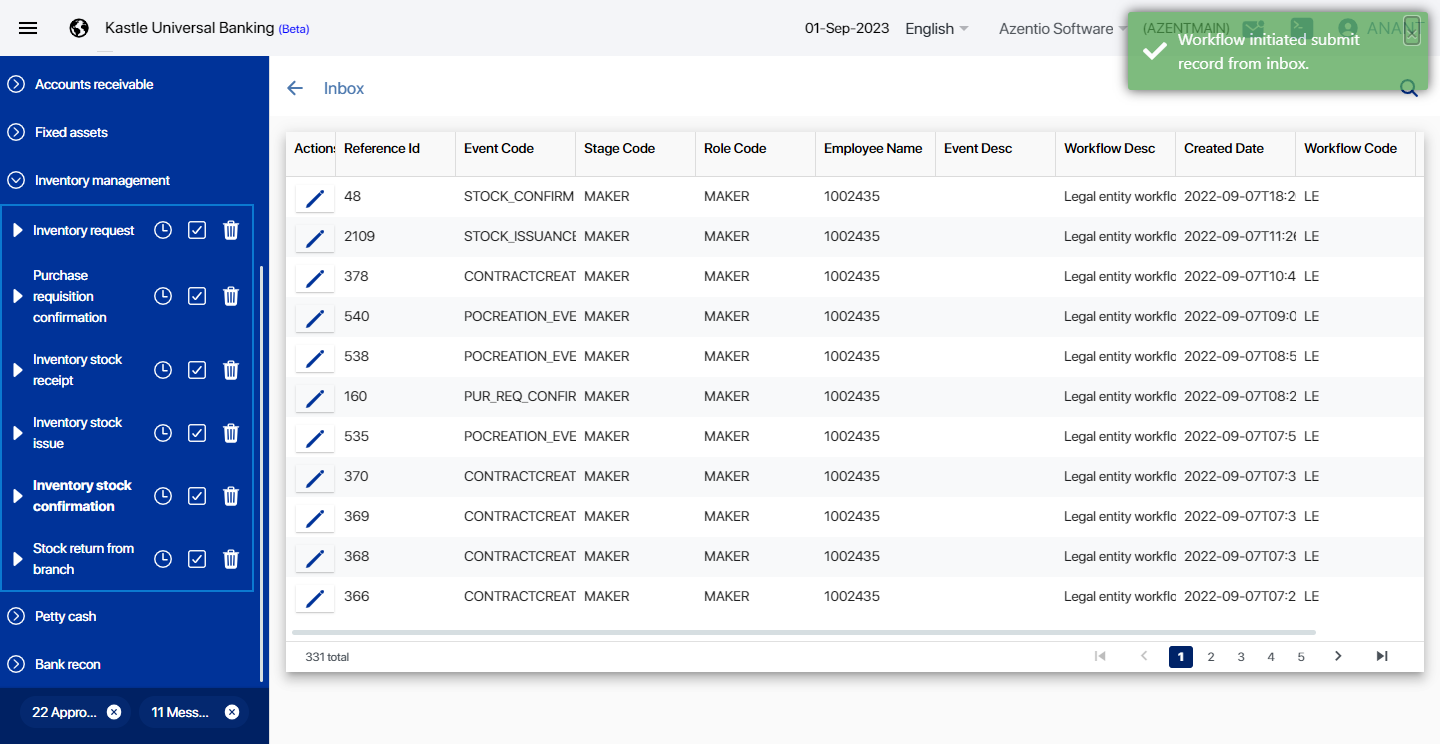 Kastle Universal Banking (Beta) 01-Sep-2023 English Azentio Software (AZENTMAIN) ANANT
Workflow initiated submit
record from inbox.
Accounts receivable
Fixed assets
Inventory management
Inventory request
Purchase
requisition
confirmation
Inventory stock
receipt
Inventory stock
issue
Inventory stock
confirmation
Stock return from
branch
Petty cash
Bank recon
22 Appro... 11 Mess...
Inbox
Actions Reference Id Event Code Stage Code Role Code Employee Name Event Desc Workflow Desc Created Date Workflow Code
48 STOCK_CONFIRM MAKER MAKER 1002435 Legal entity workflo 2022-09-07T18:2 LE
2109 STOCK_ISSUANCE MAKER MAKER 1002435 Legal entity workflo 2022-09-07T11:26 LE
378 CONTRACTCREAT MAKER MAKER 1002435 Legal entity workflo 2022-09-07T10:4 LE
540 POCREATION_EVE MAKER MAKER 1002435 Legal entity workflo 2022-09-07T09:0 LE
538 POCREATION_EVE MAKER MAKER 1002435 Legal entity workflo 2022-09-07T08:5 LE
160 PUR_REQ_CONFIR MAKER MAKER 1002435 Legal entity workflo 2022-09-07T08:2 LE
535 POCREATION_EVE MAKER MAKER 1002435 Legal entity workflo 2022-09-07T07:5 LE
370 CONTRACTCREAT MAKER MAKER 1002435 Legal entity workflo 2022-09-07T07:3 LE
369 CONTRACTCREAT MAKER MAKER 1002435 Legal entity workflo 2022-09-07T07:3 LE
368 CONTRACTCREAT MAKER MAKER 1002435 Legal entity workflo 2022-09-07T07:3 LE
366 CONTRACTCREAT MAKER MAKER 1002435 Legal entity workflo 2022-09-07T07:2 LE
331 total 1 2 3 4 5